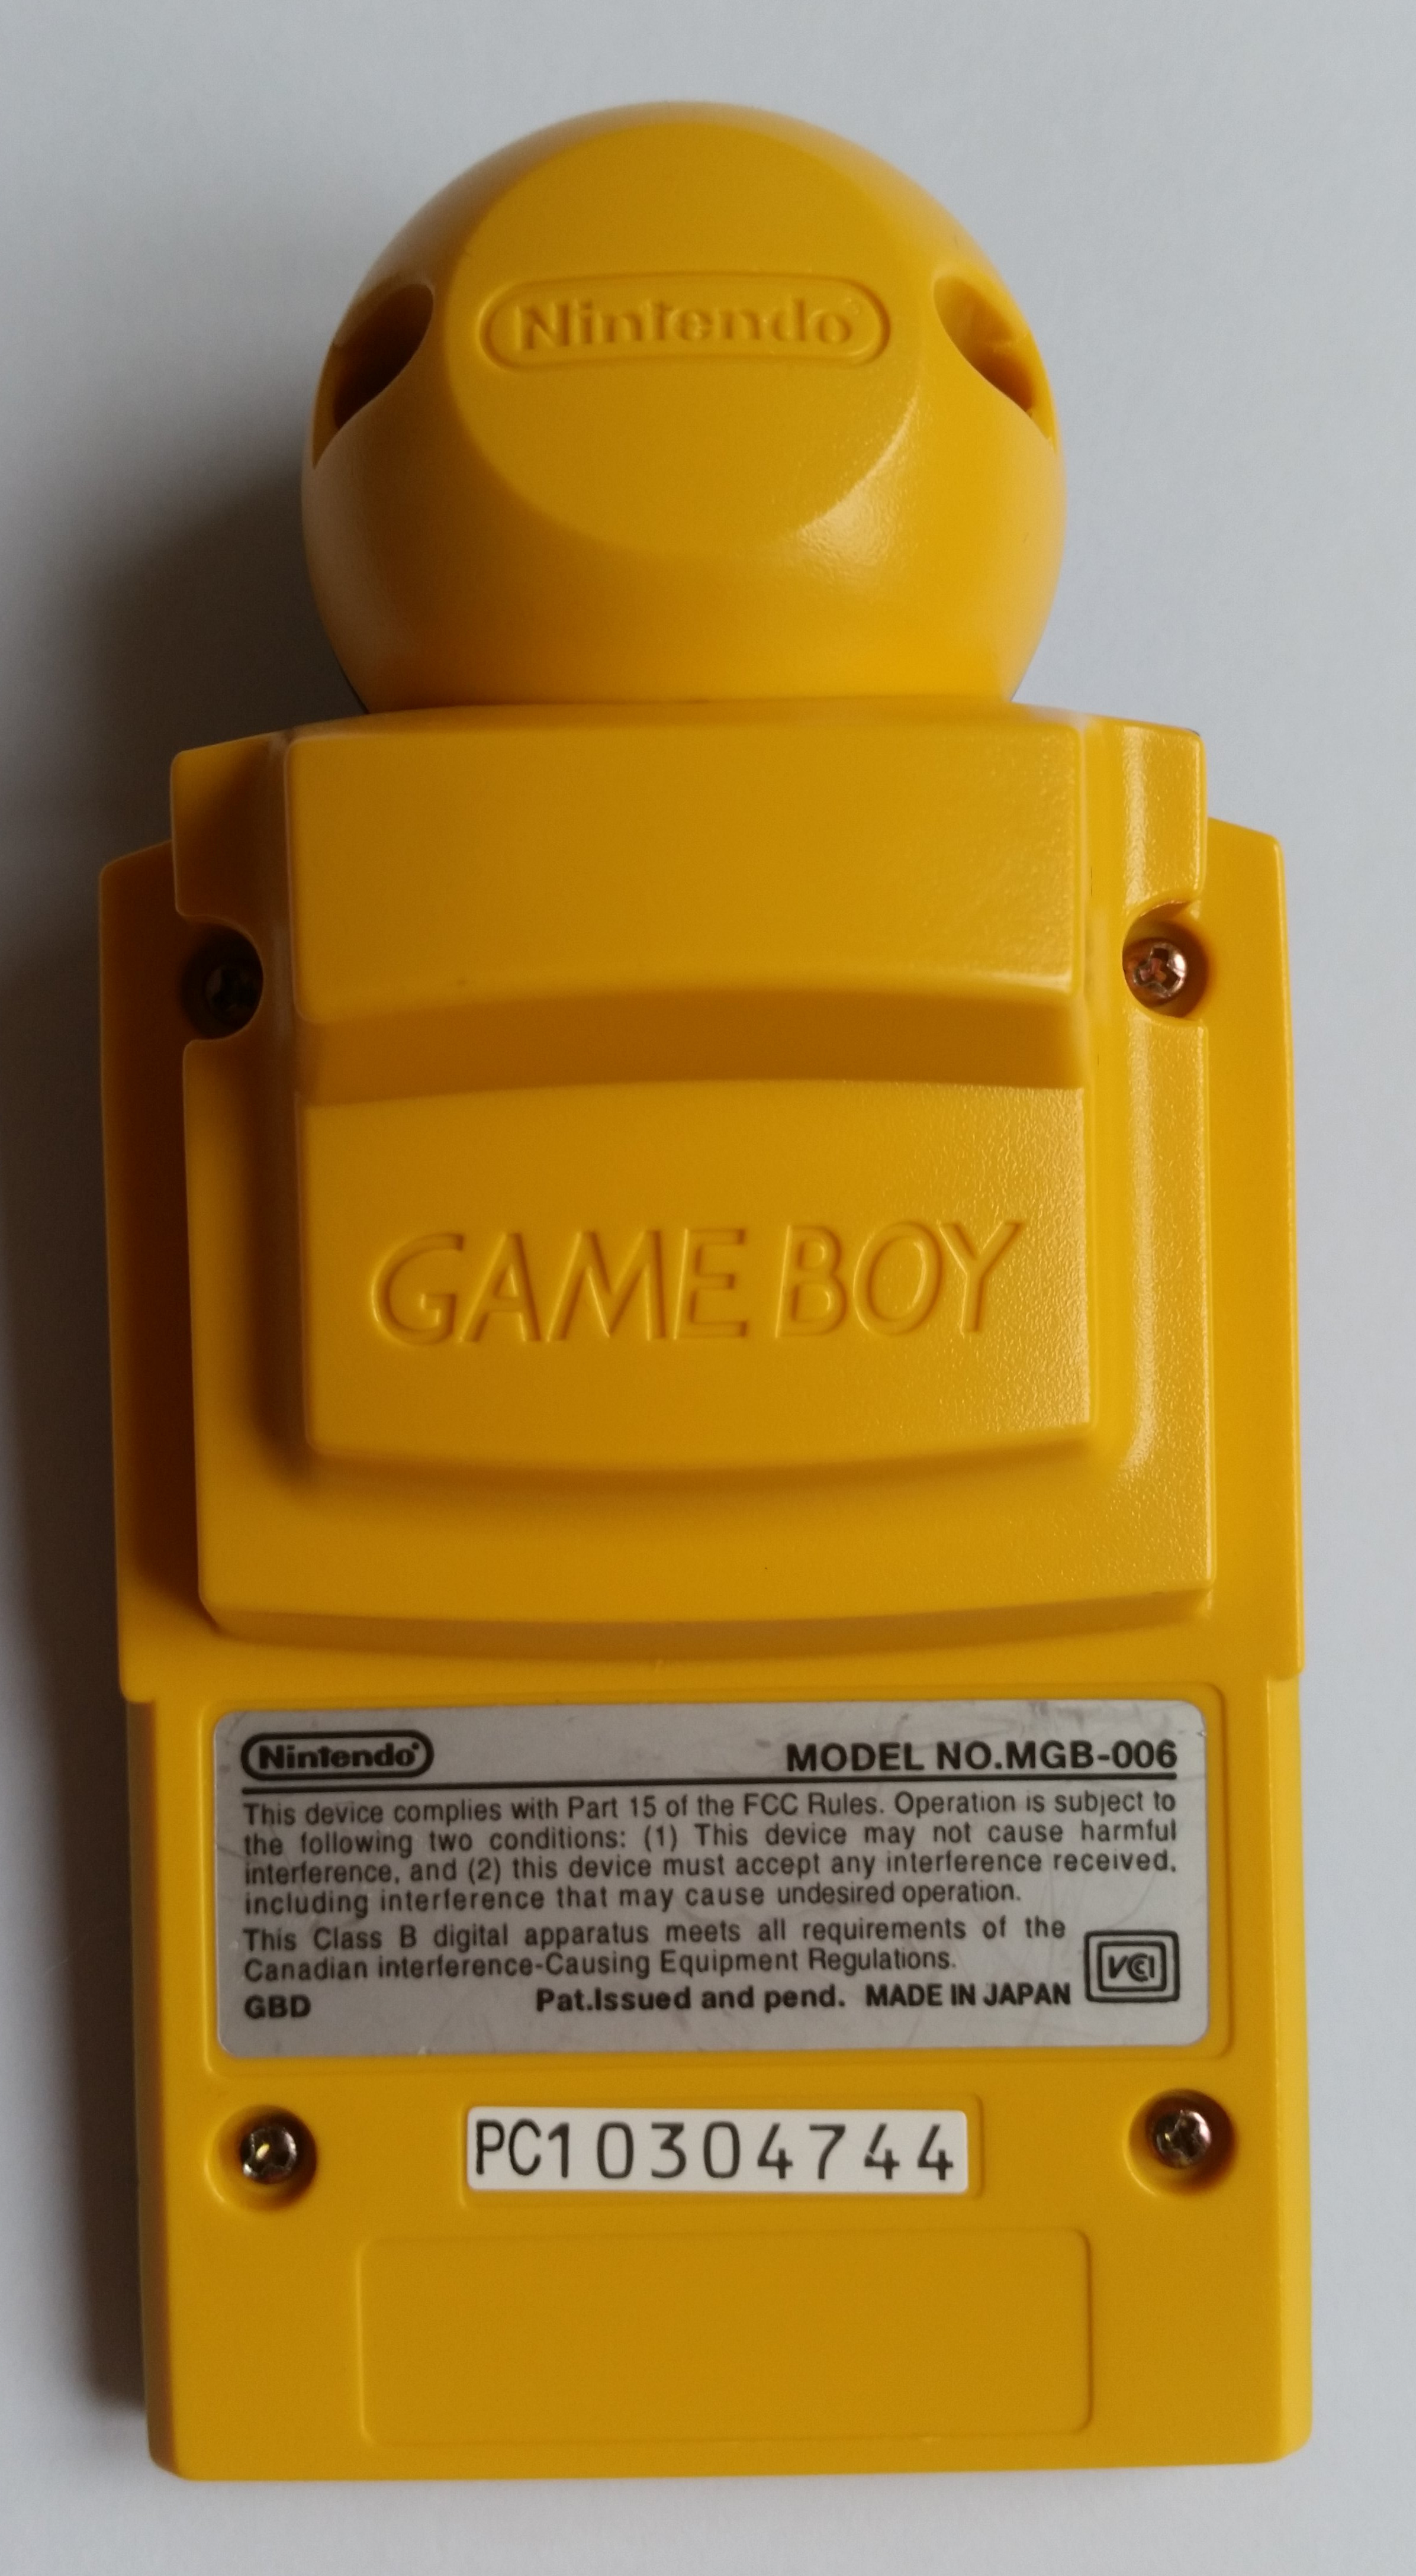 Nintendo
GAME BOY
Nintendo
MODEL NO.MGB-006
This device complies with Part 15 of the FCC Rules. Operation is subject to
the following two conditions: (1) This device may not cause harmful
interference, and (2) this device must accept any interference received,
including interference that may cause undesired operation.
This Class B digital apparatus meets all requirements of the
Canadian interference-Causing Equipment Regulations.
VCI
GBD Pat.Issued and pend. MADE IN JAPAN
PC10304744